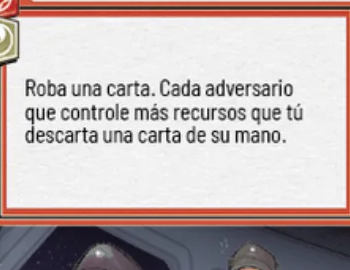 Roba una carta. Cada adversario
que controle más recursos que tú
descarta una carta de su mano.